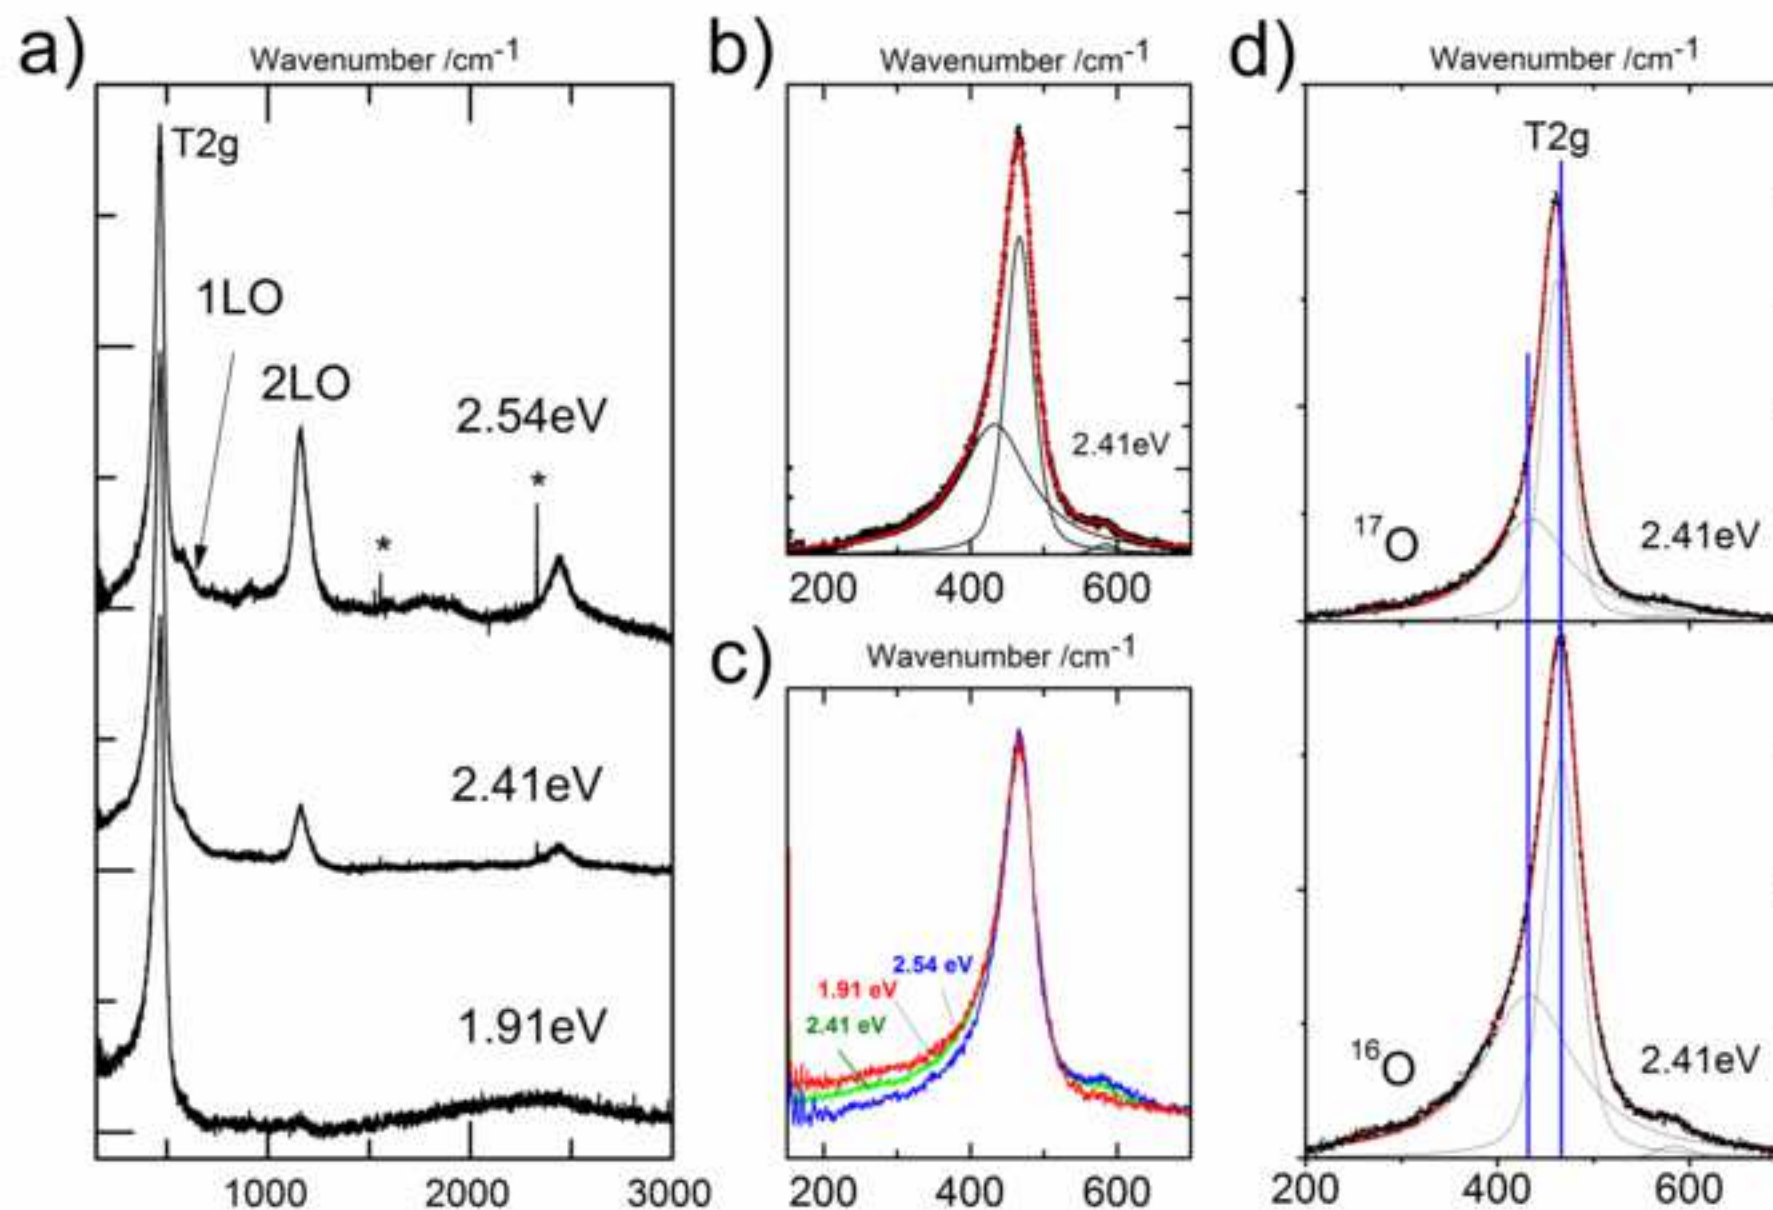 a)
Wavenumber /cm-1
T2g
1LO
2LO
2.54eV
*
*
2.41eV
1.91eV
1000
2000
3000
b)
Wavenumber /cm-1
2.41eV
200
400
600
c)
Wavenumber /cm-1
2.54 eV
1.91 eV
2.41 eV
200
400
600
d)
Wavenumber /cm-1
T2g
17O
2.41eV
16O
2.41eV
200
400
600